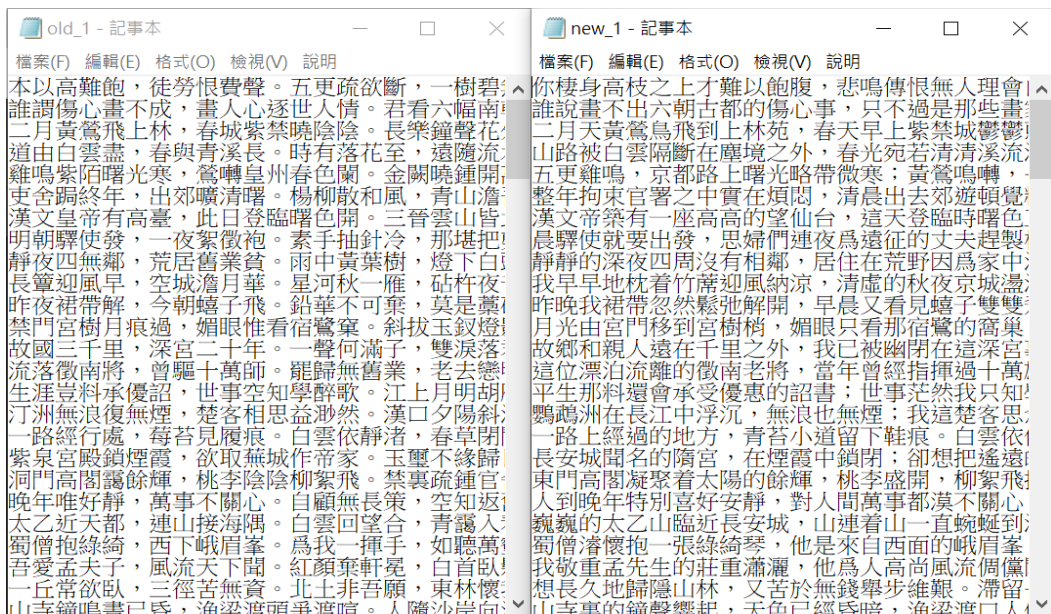 old_1 - 記事本
檔案(F) 編輯(E) 格式(O) 檢視(V) 說明
本以高難飽，徒勞恨費聲。五更疏欲斷，一樹碧
誰謂傷心畫不成，畫人心逐世人情。君看六幅南
二月黃鶯飛上林，春城紫禁曉陰陰。長樂鐘聲花
道由白雲盡，春與青溪長。時有落花至，遠隨流
雞鳴紫陌曙光寒，鶯囀皇州春色闌。金闕曉鍾開
吏舍跼終年，出郊曠清曙。楊柳散和風，青山澹
漢文皇帝有高臺，此日登臨曙色開。三晉雲山皆
明朝驛使發，一夜絮徵袍。素手抽針冷，那堪把
靜夜四無鄰，荒居舊業貧。雨中黃葉樹，燈下白
長簟迎風早，空城澹月華。星河秋一雁，砧杵夜
昨夜裙帶解，今朝蟢子飛。鉛華不可棄，莫是藁
禁門宮樹月痕過，媚眼惟看宿鷺窠。斜拔玉釵燈
故國三千里，深宮二十年。一聲何滿子，雙淚落
流落徵南將，曾驅十萬師。罷歸無舊業，老去戀
生涯豈料承優詔，世事空知學醉歌。江上月明胡
汀洲無浪復無煙，楚客相思益渺然。漢口夕陽斜
一路經行處，莓苔見履痕。白雲依靜渚，春草閉
紫泉宮殿鎖煙霞，欲取蕪城作帝家。玉璽不緣歸
洞門高閣靄餘輝，桃李陰陰柳絮飛。禁裏疏鍾官
晚年唯好靜，萬事不關心。自顧無長策，空知返
太乙近天都，連山接海隅。白雲回望合，青靄入
蜀僧抱綠綺，西下峨眉峯。爲我一揮手，如聽萬
吾愛孟夫子，風流天下聞。紅顏棄軒冕，白首臥
一丘常欲臥，三徑苦無資。北土非吾願，東林懷
山寺鐘鳴晝已昏，漁梁渡頭爭渡喧。人隨沙岸向
new_1 - 記事本
檔案(F) 編輯(E) 格式(O) 檢視(V) 說明
你棲身高枝之上才難以飽腹，悲鳴傳恨無人理會
誰說畫不出六朝古都的傷心事，只不過是那些畫
二月天黃鶯鳥飛到上林苑，春天早上紫禁城鬱鬱
山路被白雲隔斷在塵境之外，春光宛若清清溪流
五更雞鳴，京都路上曙光略帶微寒；黃鶯鳴囀，
整年拘束官署之中實在煩悶，清晨出去郊遊頓覺
漢文帝築有一座高高的望仙台，這天登臨時曙色
晨驛使就要出發，思婦們連夜爲遠征的丈夫趕製
靜靜的深夜四周沒有相鄰，居住在荒野因爲家中
我早早地枕着竹蓆迎風納涼，清虛的秋夜京城盪
昨晚我裙帶忽然鬆弛解開，早晨又看見蟢子雙雙
月光由宮門移到宮樹梢，媚眼只看那宿鷺的窩巢
故鄉和親人遠在千里之外，我已被幽閉在這深宮
這位漂泊流離的徵南老將，當年曾經指揮過十萬
平生那料還會承受優惠的詔書；世事茫然我只知
鸚鵡洲在長江中浮沉，無浪也無煙；我這楚客思
一路上經過的地方，青苔小道留下鞋痕。白雲依
長安城聞名的隋宮，在煙霞中鎖閉；卻想把遙遠
東門高閣凝聚着太陽的餘輝，桃李盛開，柳絮飛
人到晚年特別喜好安靜，對人間萬事都漠不關心
巍巍的太乙山臨近長安城，山連着山一直蜿蜒到
蜀僧濬懷抱一張綠綺琴，他是來自西面的峨眉峯
我敬重孟先生的莊重瀟灑，他爲人高尚風流倜儻
想長久地歸隱山林，又苦於無錢舉步維艱。滯留
山寺裏的鐘聲響起，天色已經昏暗，漁梁渡口人